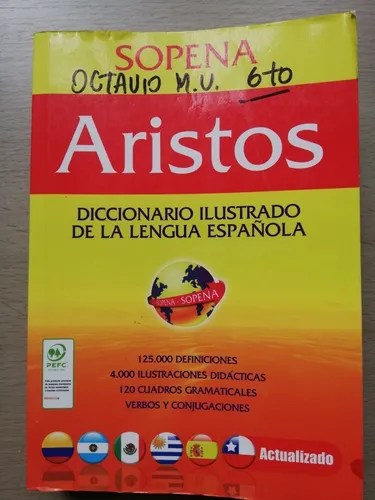 SOPENA
OCTAVIO M.U. 6to
Aristos
DICCIONARIO ILUSTRADO
DE LA LENGUA ESPAÑOLA
SOPENA
125.000 DEFINICIONES
4.000 ILUSTRACIONES DIDÁCTICAS
120 CUADROS GRAMATICALES
VERBOS Y CONJUGACIONES
PEFC
Actualizado